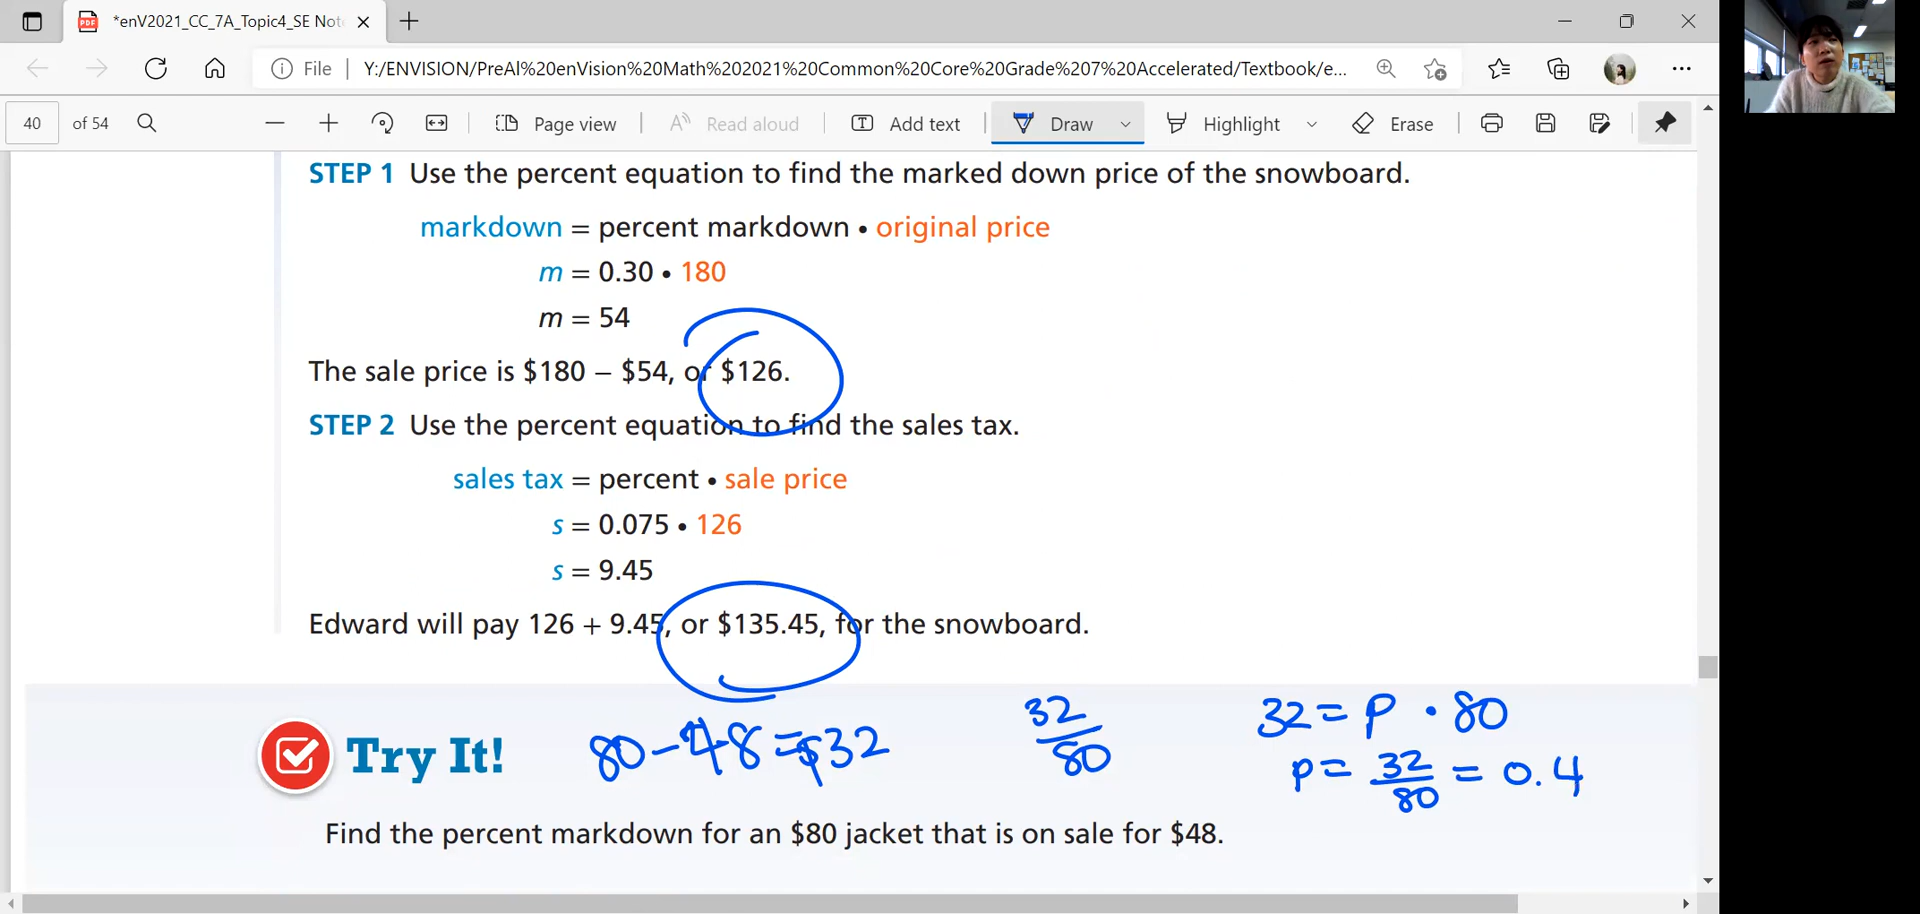 *enV2021_CC_7A_Topic4_SE Not
File Y:/ENVISION/PreAl%20enVision%20Math%202021%20Common%20Core%20Grade%207%20Accelerated/Textbook/e...
40 of 54 Page view Read aloud Add text Draw Highlight Erase
STEP 1 Use the percent equation to find the marked down price of the snowboard.
markdown = percent markdown • original price
m = 0.30 • 180
m = 54
The sale price is $180 − $54, or $126.
STEP 2 Use the percent equation to find the sales tax.
sales tax = percent • sale price
s = 0.075 • 126
s = 9.45
Edward will pay 126 + 9.45, or $135.45, for the snowboard.
Try It!
80-48=$32
32/80
32 = P • 80
P = 32/80 = 0.4
Find the percent markdown for an $80 jacket that is on sale for $48.